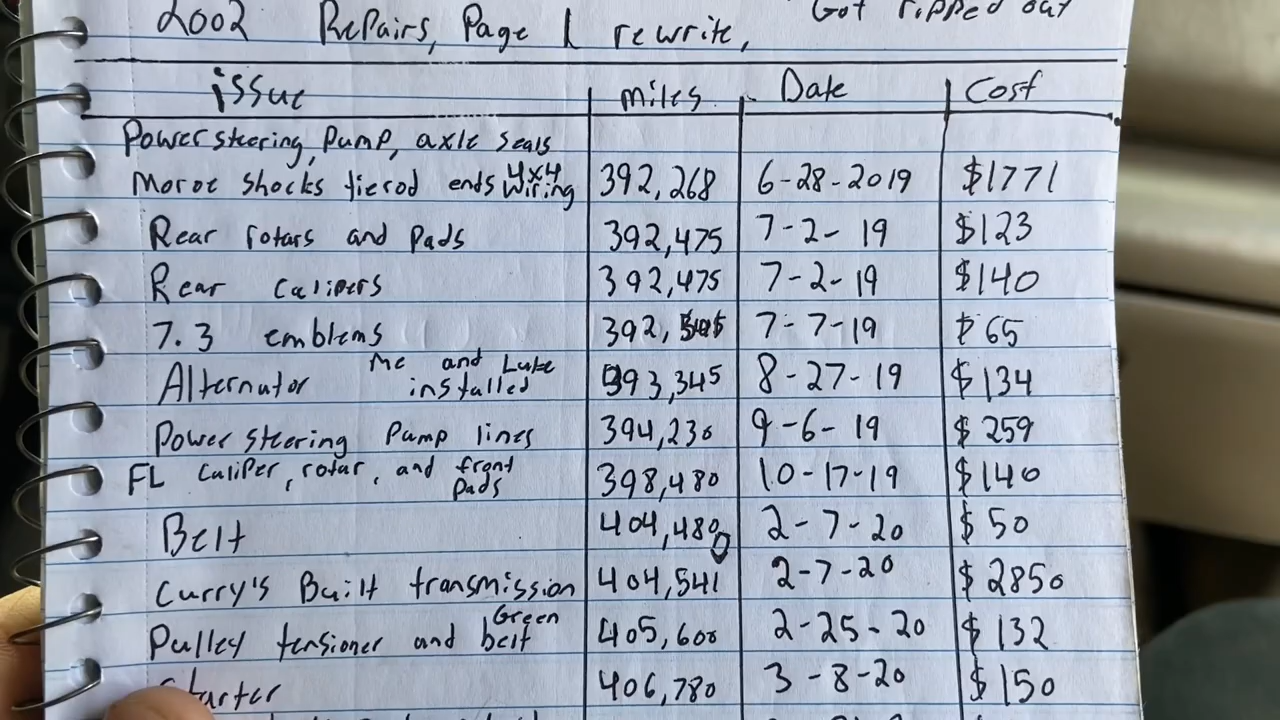 2002 Repairs, Page 1 rewrite, Got ripped out
issue miles Date Cost
Power steering, pump, axle seals
Moroe shocks tierod ends 4x4 wiring 392,268 6-28-2019 $1771
Rear rotars and pads 392,475 7-2-19 $123
Rear calipers 392,475 7-2-19 $140
7.3 emblems 392, 7-7-19 $65
Alternator me and Luke installed 393,345 8-27-19 $134
Power steering pump lines 394,230 9-6-19 $259
FL caliper, rotar, and front pads 398,480 10-17-19 $140
Belt 404,480 2-7-20 $50
Curry's Built transmission 404,541 2-7-20 $2850
Pulley tensioner and Green belt 405,600 2-25-20 $132
Starter 406,780 3-8-20 $150